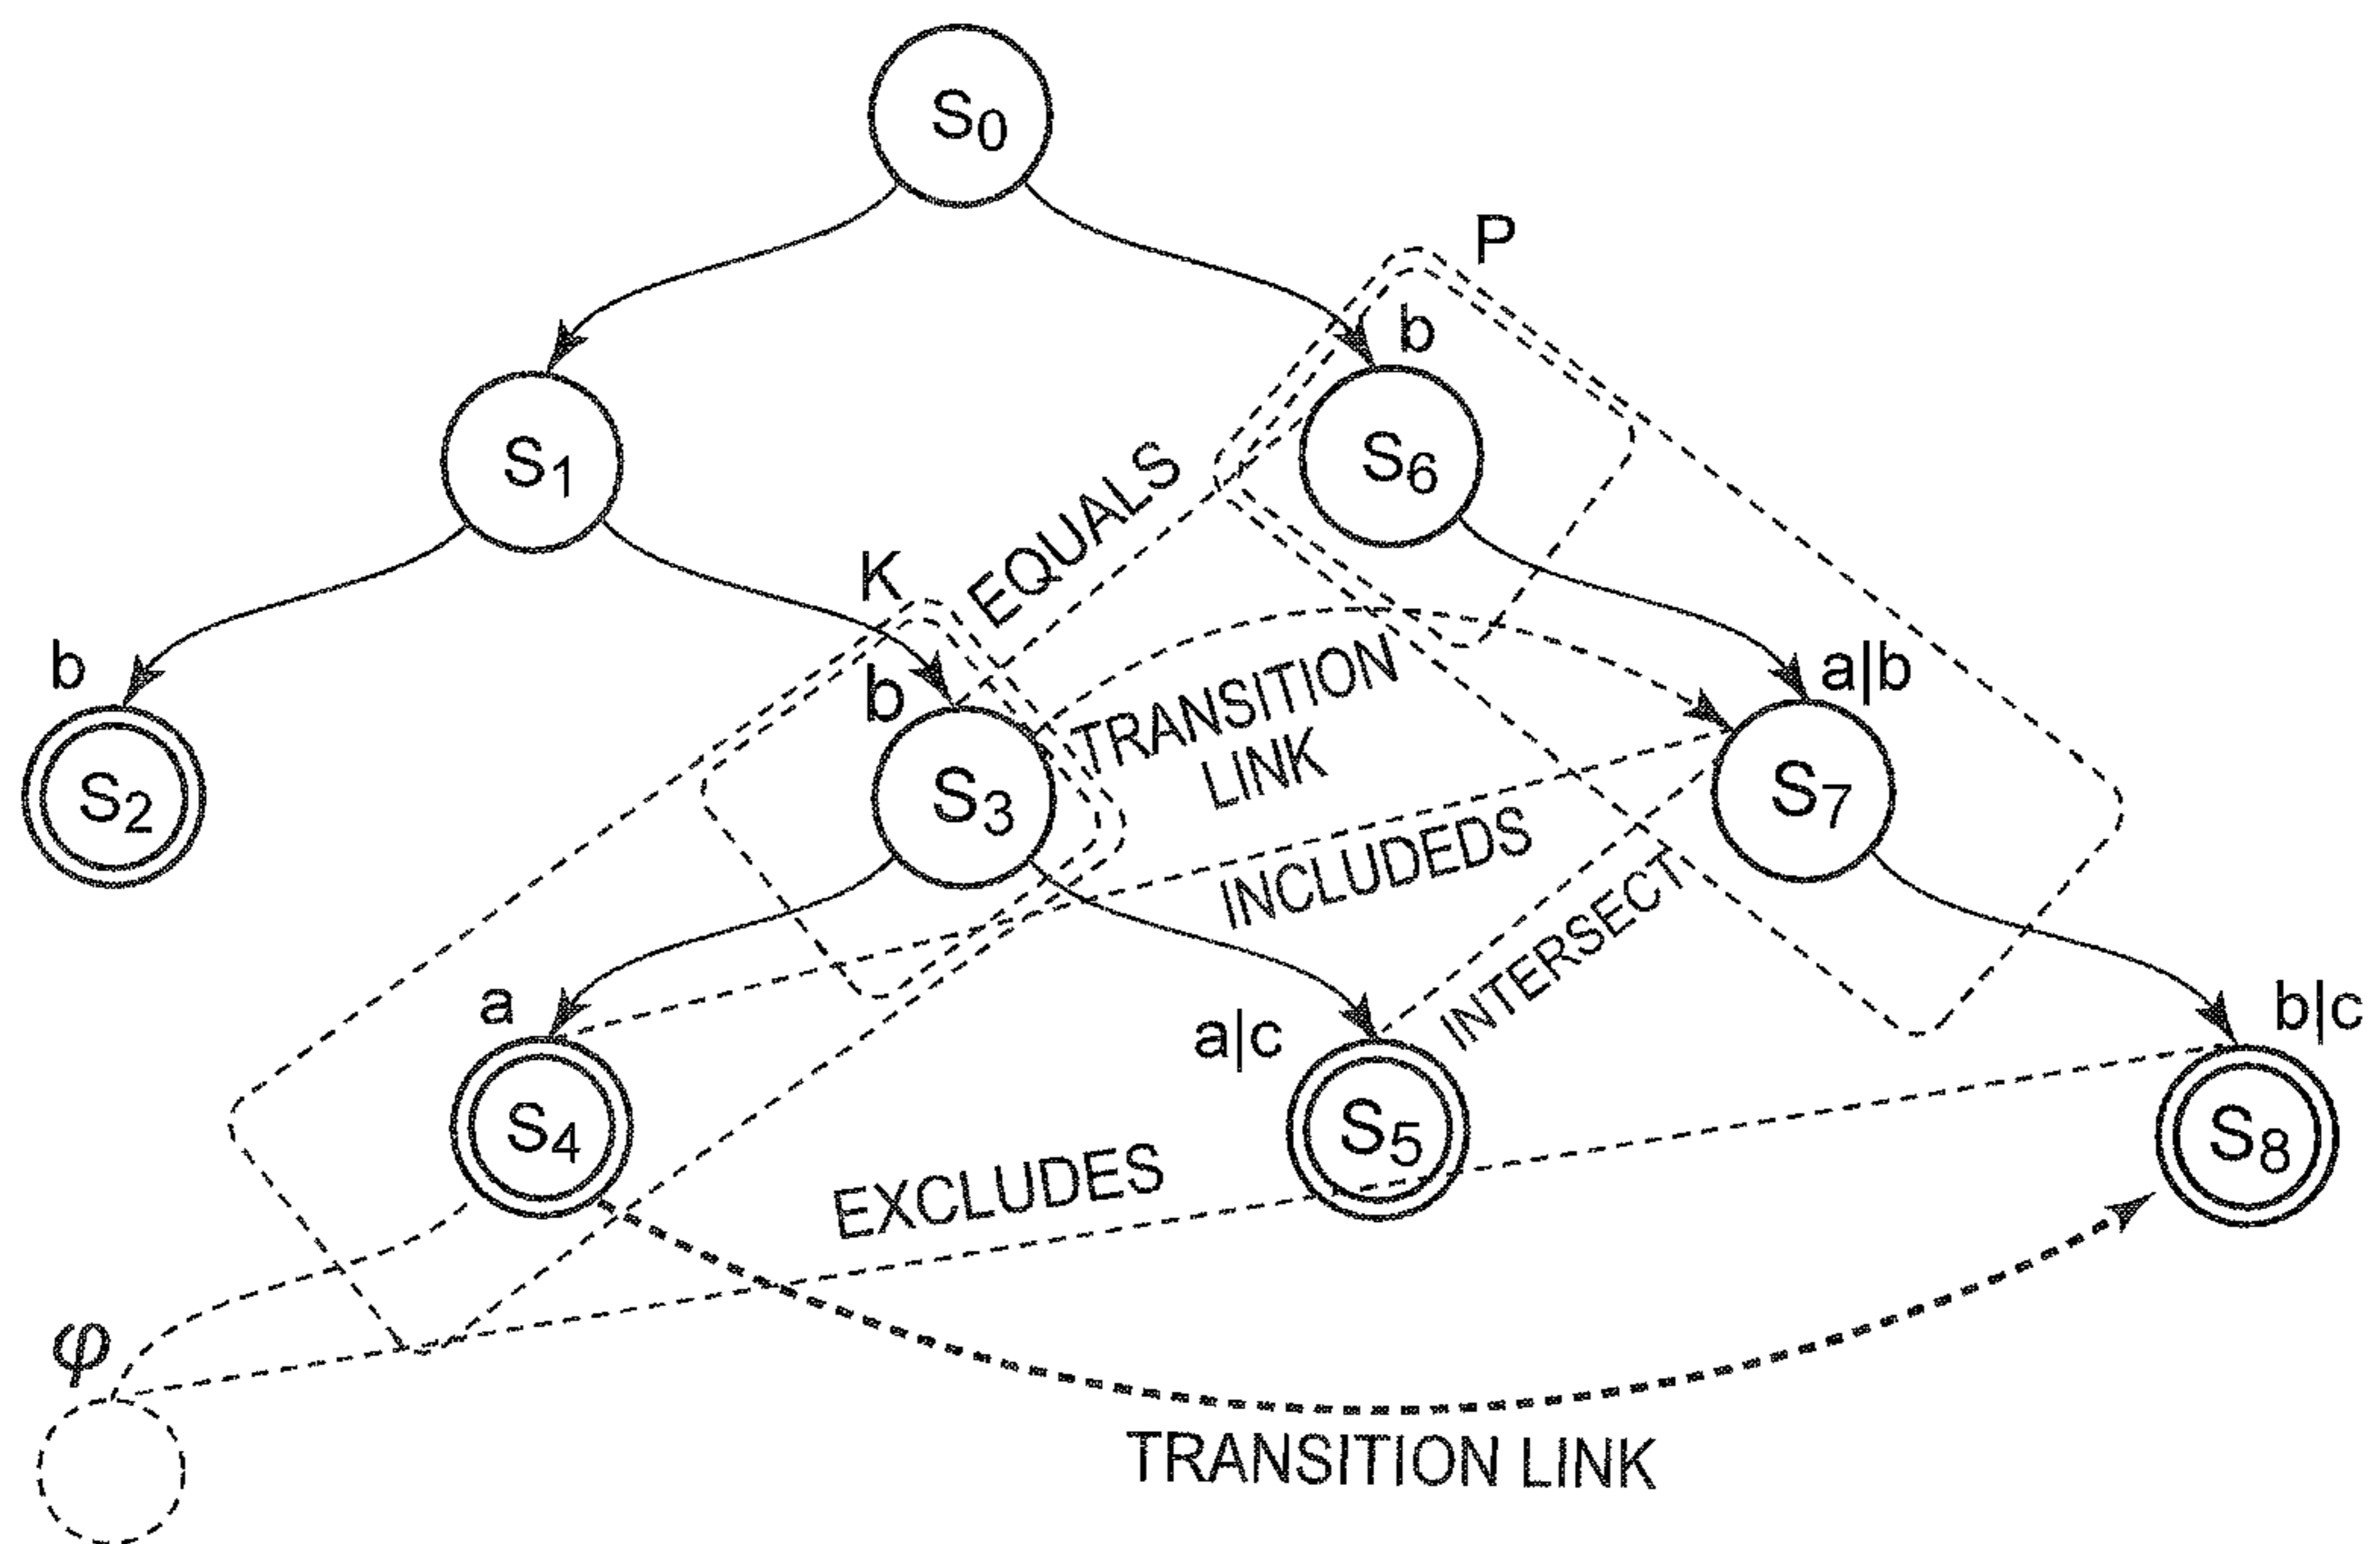 S0
P
b
S1
S6
EQUALS
K
b
b
TRANSITION
LINK
a|b
S2
S3
S7
INCLUDEDS
INTERSECT
a
a|c
b|c
S4
S5
S8
EXCLUDES
φ
TRANSITION LINK